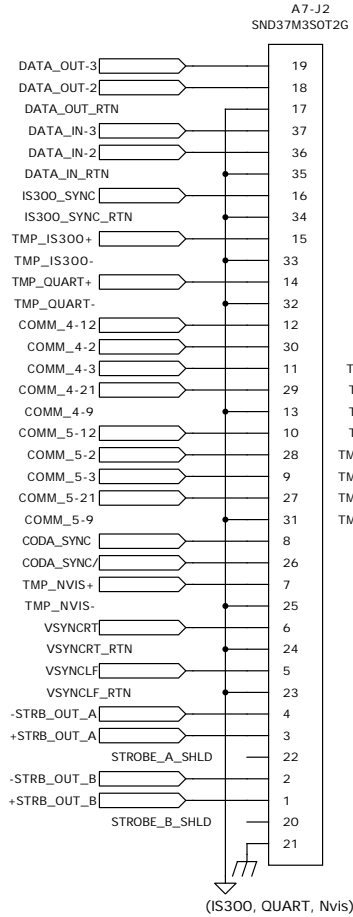 A7-J2
SND37M3S0T2G
DATA_OUT-3 19
DATA_OUT-2 18
DATA_OUT_RTN 17
DATA_IN-3 37
DATA_IN-2 36
DATA_IN_RTN 35
IS300_SYNC 16
IS300_SYNC_RTN 34
TMP_IS300+ 15
TMP_IS300- 33
TMP_QUART+ 14
TMP_QUART- 32
COMM_4-12 12
COMM_4-2 30
COMM_4-3 11 T
COMM_4-21 29 T
COMM_4-9 13 T
COMM_5-12 10 T
COMM_5-2 28 TM
COMM_5-3 9 TM
COMM_5-21 27 TM
COMM_5-9 31 TM
CODA_SYNC 8
CODA_SYNC/ 26
TMP_NVIS+ 7
TMP_NVIS- 25
VSYNCRT 6
VSYNCRT_RTN 24
VSYNCLF 5
VSYNCLF_RTN 23
-STRB_OUT_A 4
+STRB_OUT_A 3
STROBE_A_SHLD 22
-STRB_OUT_B 2
+STRB_OUT_B 1
STROBE_B_SHLD 20
21
(IS300, QUART, Nvis)